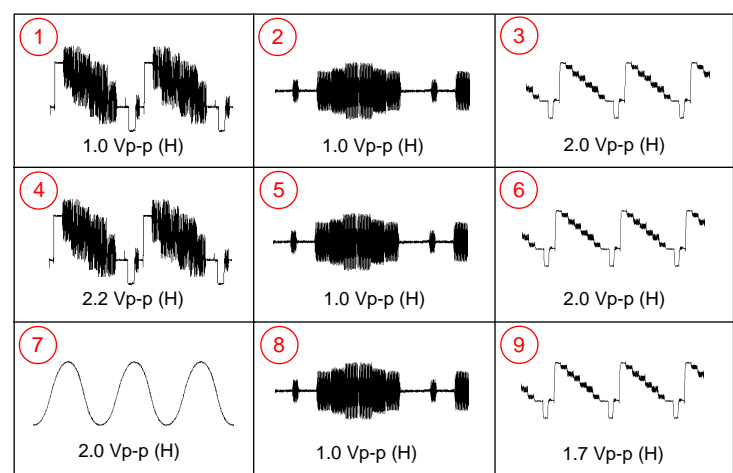 1
2
3
1.0 Vp-p (H)
1.0 Vp-p (H)
2.0 Vp-p (H)
4
5
6
2.2 Vp-p (H)
1.0 Vp-p (H)
2.0 Vp-p (H)
7
8
9
2.0 Vp-p (H)
1.0 Vp-p (H)
1.7 Vp-p (H)